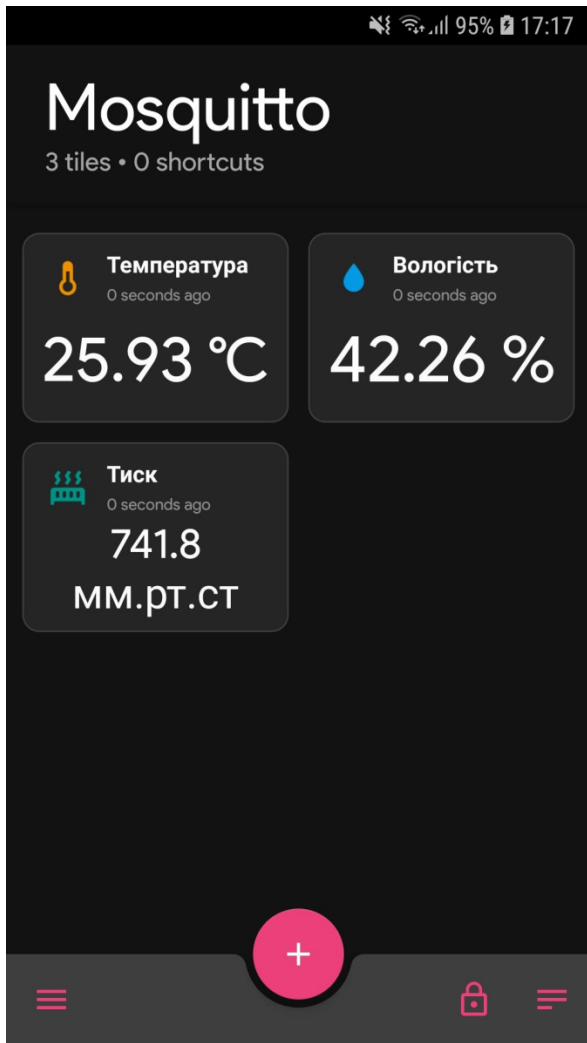 95% 17:17
Mosquitto
3 tiles • 0 shortcuts
Температура
0 seconds ago
25.93 °C
Вологість
0 seconds ago
42.26 %
Тиск
0 seconds ago
741.8
мм.рт.ст
+